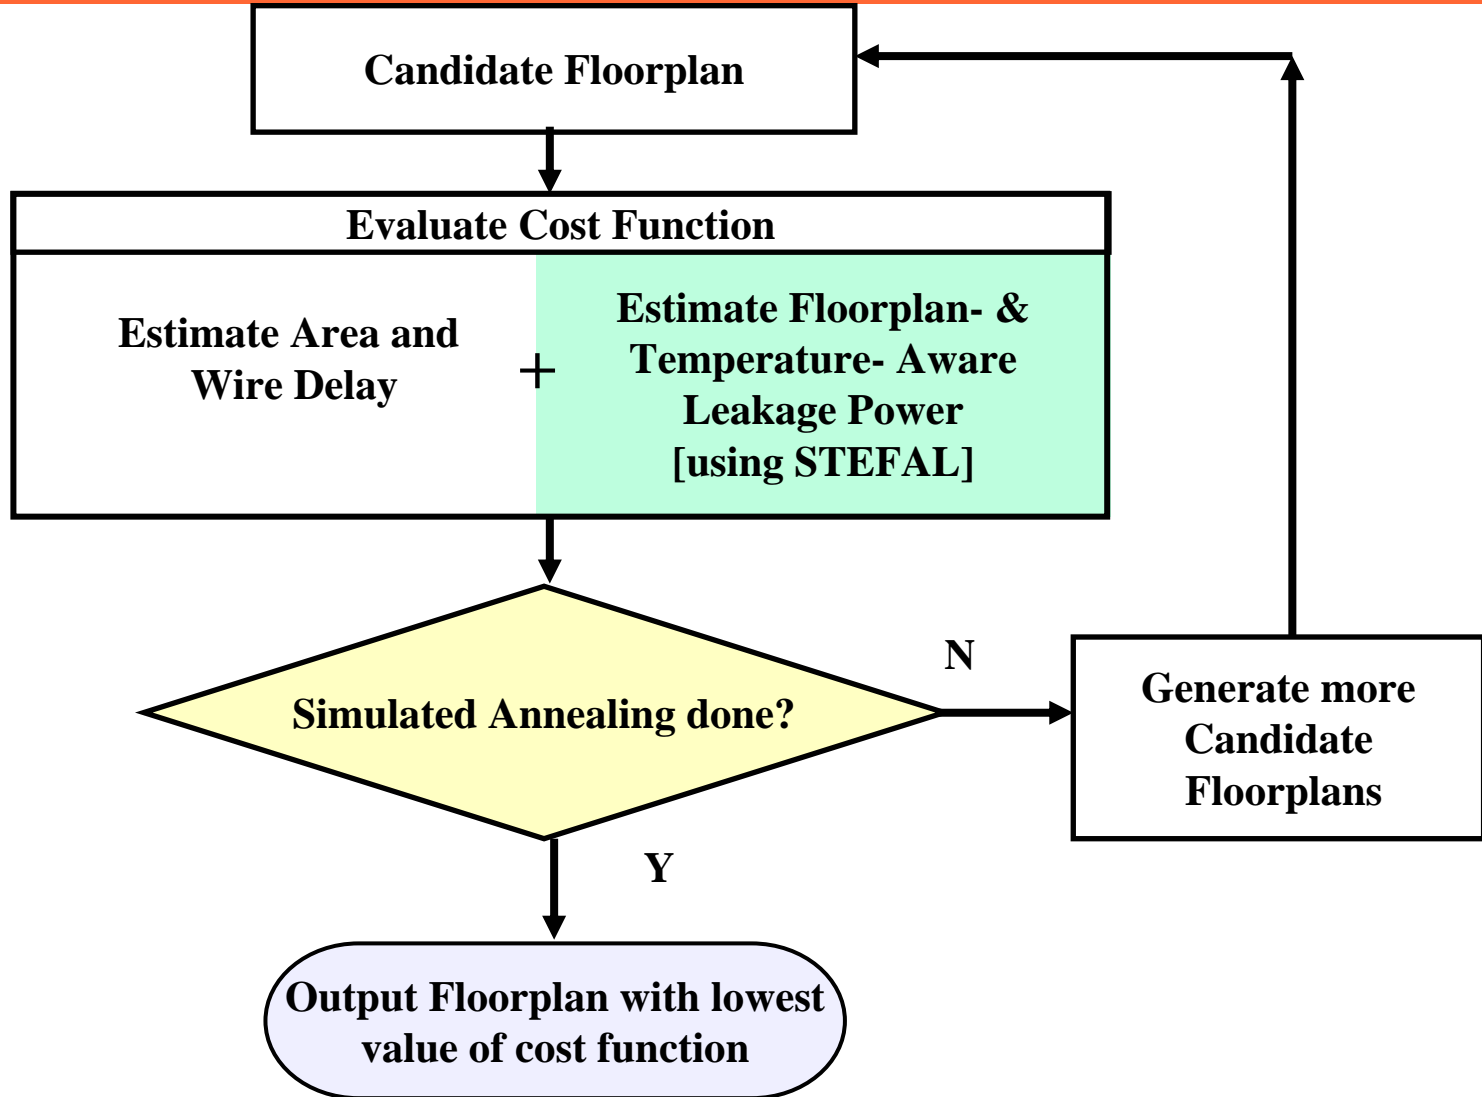 Candidate Floorplan
Evaluate Cost Function
Estimate Area and
Wire Delay
+
Estimate Floorplan- &
Temperature- Aware
Leakage Power
[using STEFAL]
Simulated Annealing done?
N
Generate more
Candidate
Floorplans
Y
Output Floorplan with lowest
value of cost function